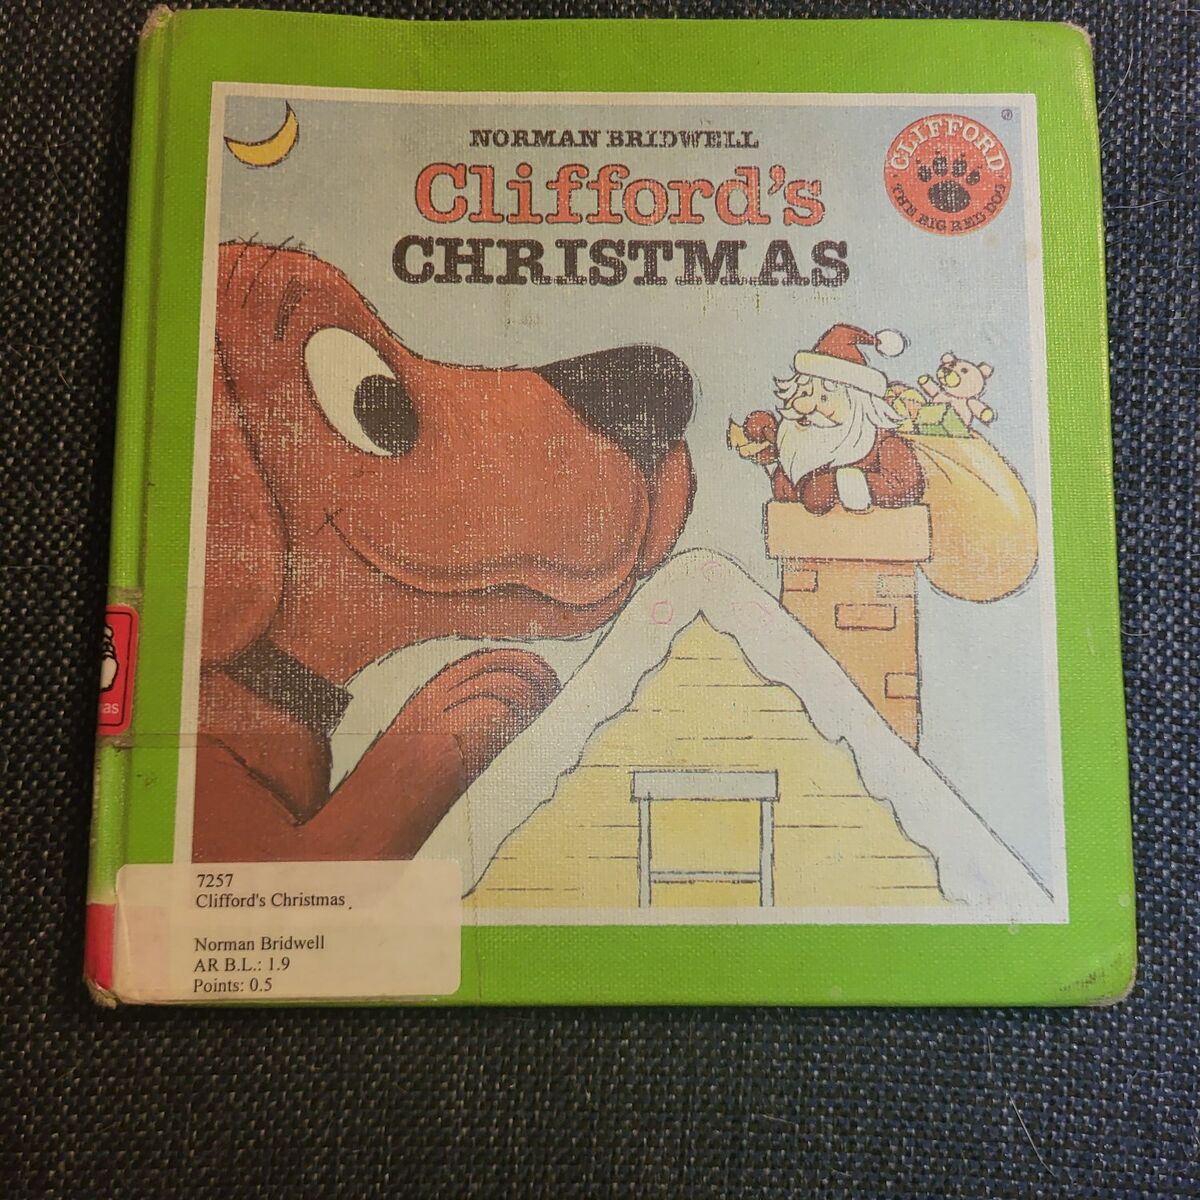 NORMAN BRIDWELL
Clifford's
CHRISTMAS
CLIFFORD
THE BIG RED DOG
®
as
7257
Clifford's Christmas
Norman Bridwell
AR B.L.: 1.9
Points: 0.5